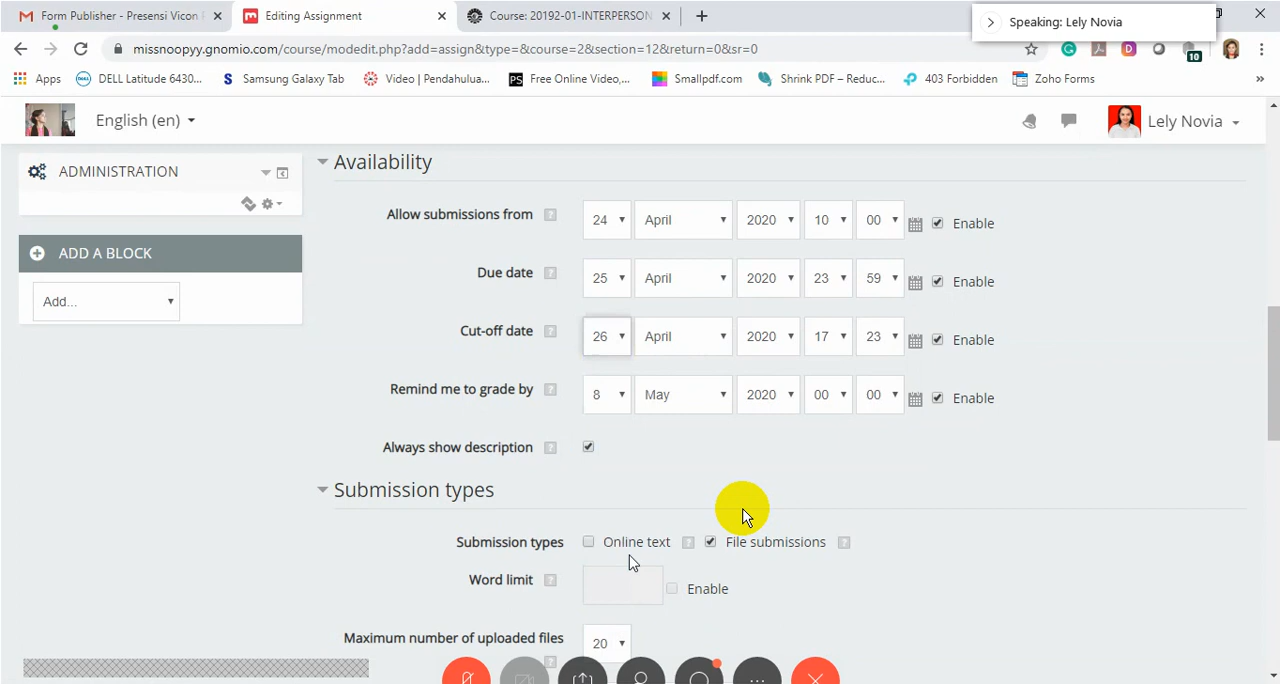 Form Publisher - Presensi Vicon
Editing Assignment
Course: 20192-01-INTERPERSON
Speaking: Lely Novia
missnoopyy.gnomio.com/course/modedit.php?add=assign&type=&course=2&section=12&return=0&sr=0
10
Apps
DELL Latitude 6430...
Samsung Galaxy Tab
Video | Pendahulua...
Free Online Video,...
Smallpdf.com
Shrink PDF – Reduc...
403 Forbidden
Zoho Forms
English (en)
Lely Novia
ADMINISTRATION
ADD A BLOCK
Add...
Availability
Allow submissions from ? 24 April 2020 10 00 Enable
Due date ? 25 April 2020 23 59 Enable
Cut-off date ? 26 April 2020 17 23 Enable
Remind me to grade by ? 8 May 2020 00 00 Enable
Always show description ?
Submission types
Submission types Online text ? File submissions ?
Word limit ? Enable
Maximum number of uploaded files ? 20